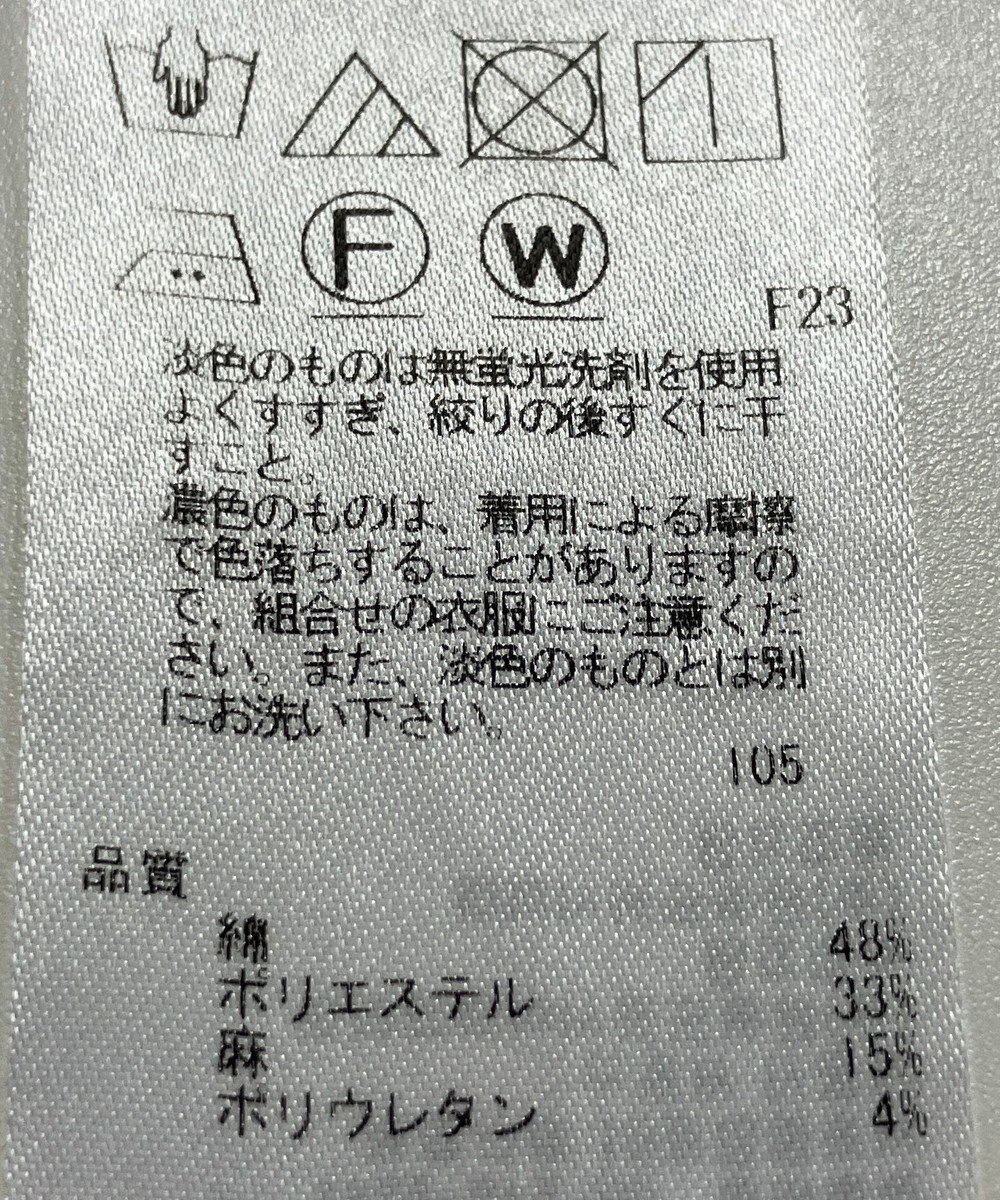 F
W
F23
淡色のものは無蛍光洗剤を使用
よくすすぎ、絞りの後すぐに干
すこと。
濃色のものは、着用による摩擦
で色落ちすることがありますの
で、組合せの衣服にご注意くだ
さい。また、淡色のものとは別
にお洗い下さい。
105
品質
綿 48%
ポリエステル 33%
麻 15%
ポリウレタン 4%